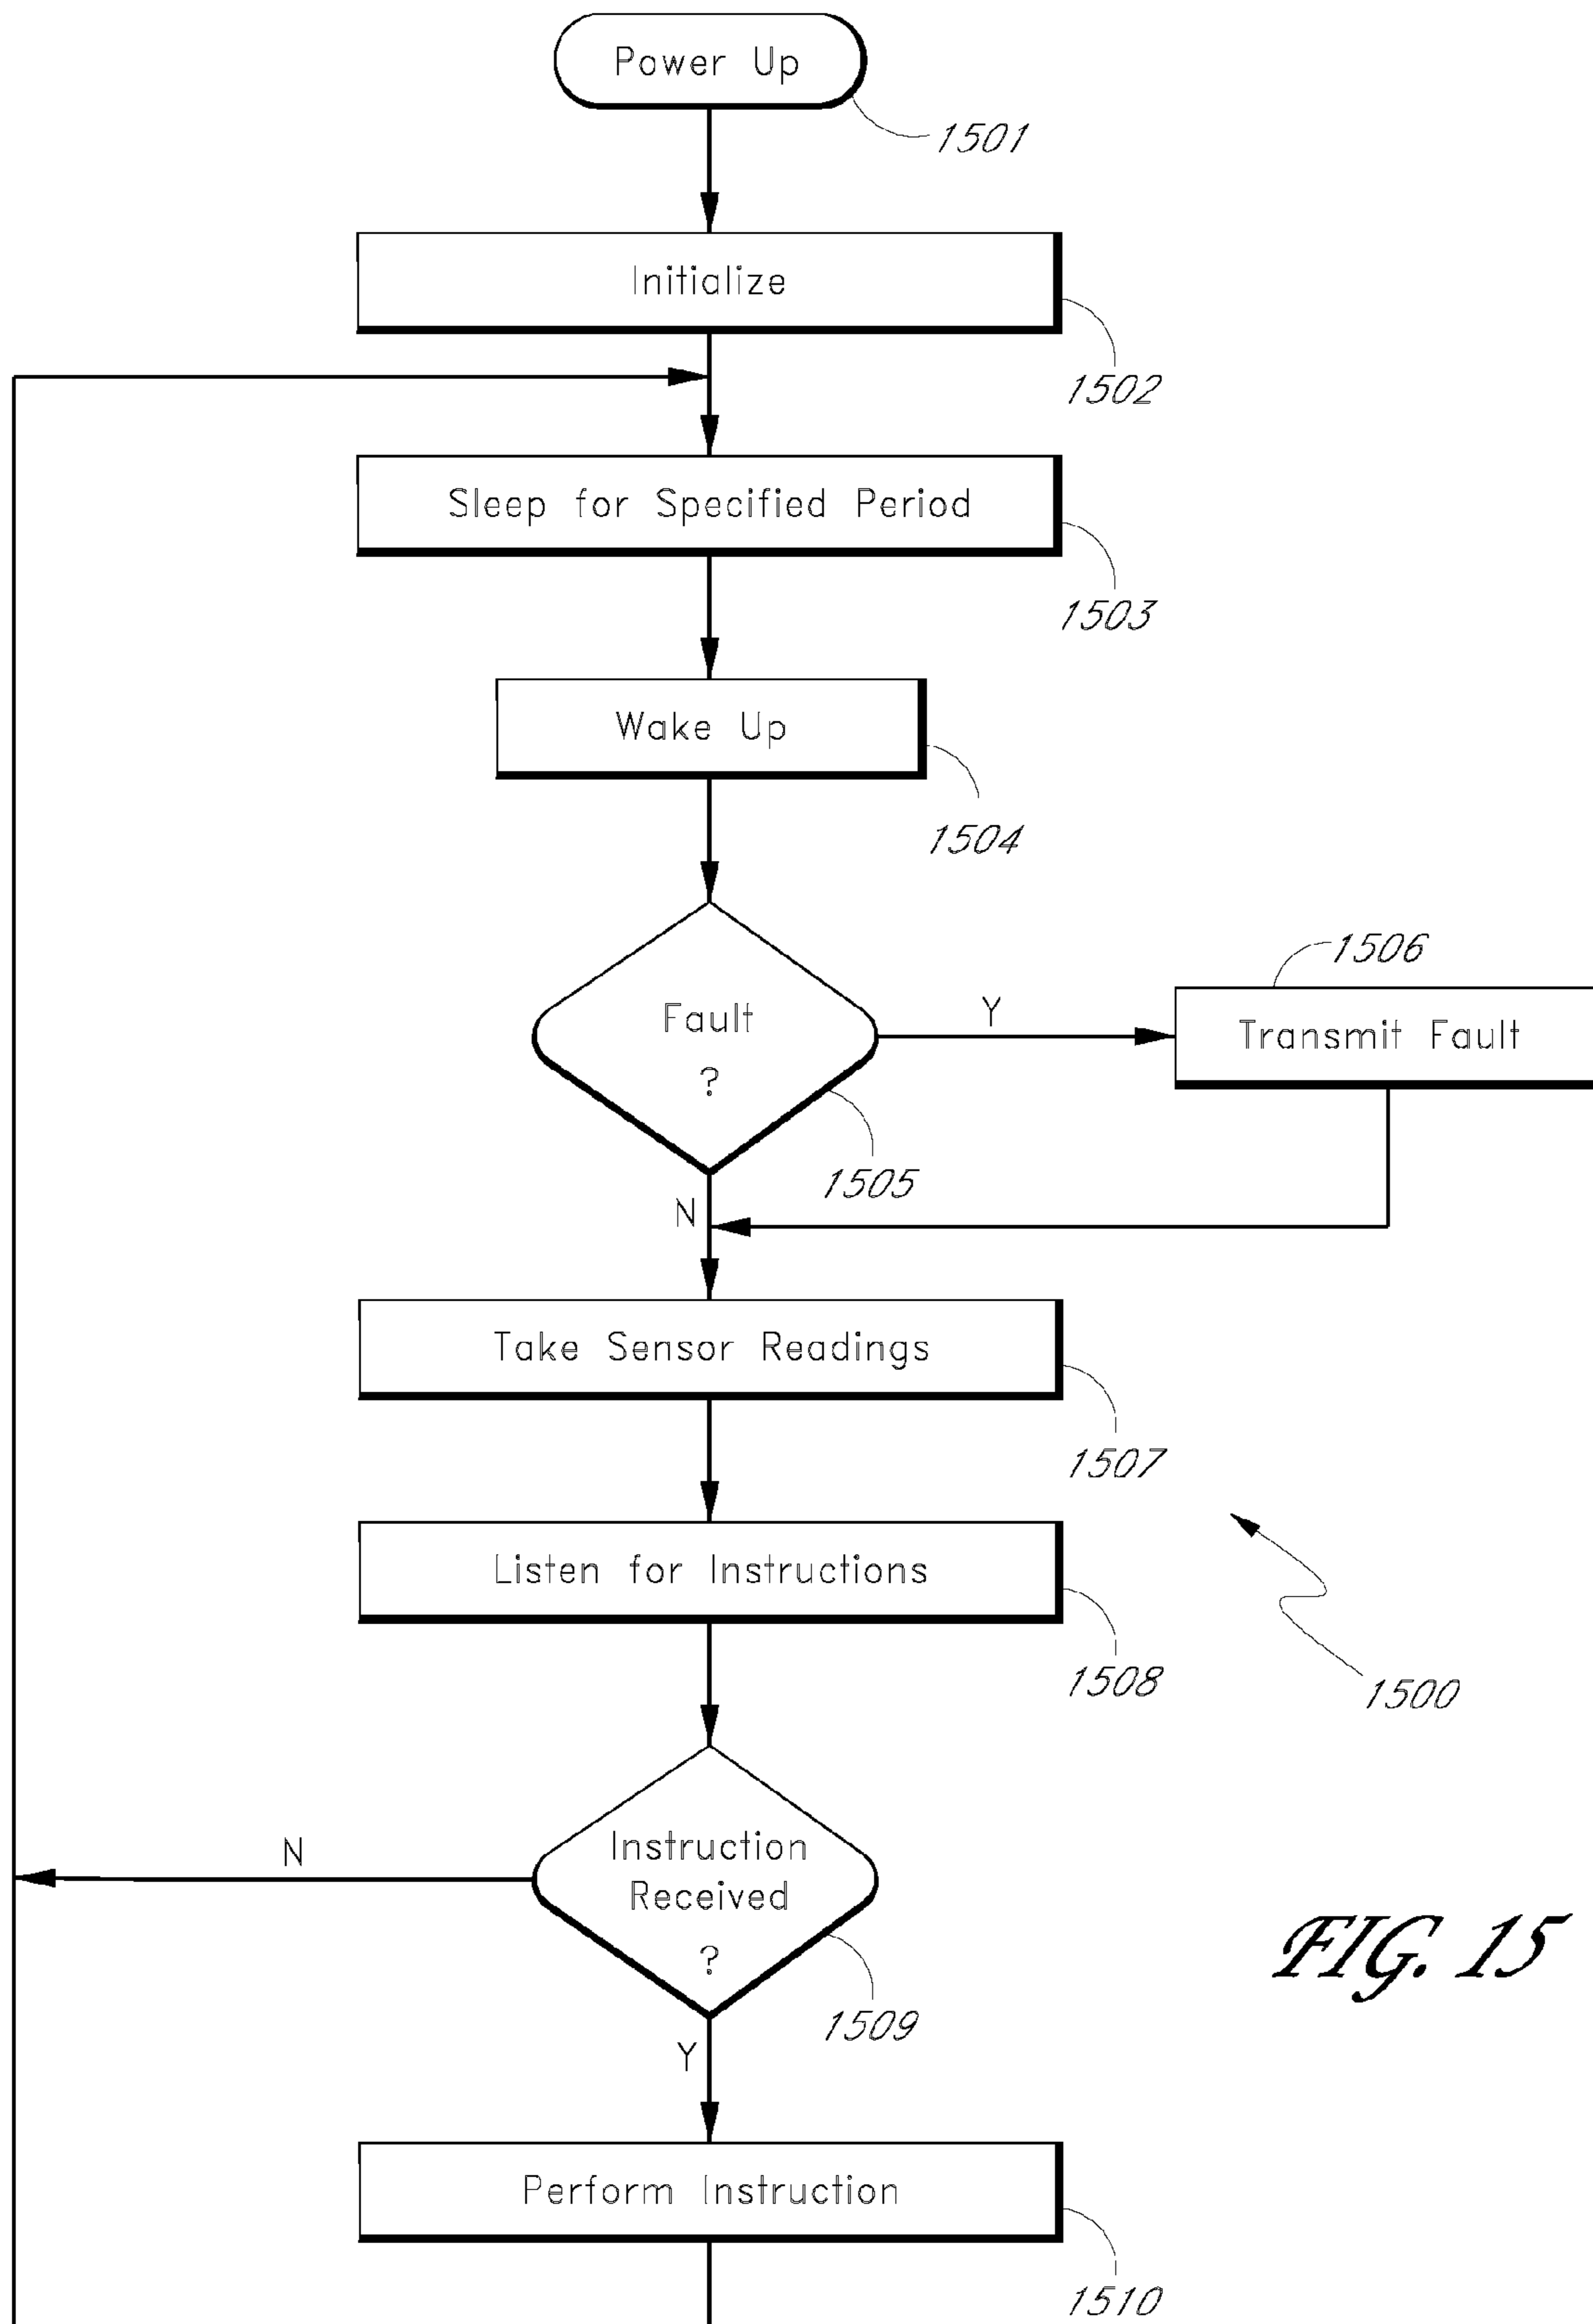 Power Up
1501
Initialize
1502
Sleep for Specified Period
1503
Wake Up
1504
Fault
?
1505
Y
1506
Transmit Fault
N
Take Sensor Readings
1507
Listen for Instructions
1508
1500
Instruction
Received
?
1509
N
Y
FIG. 15
Perform Instruction
1510